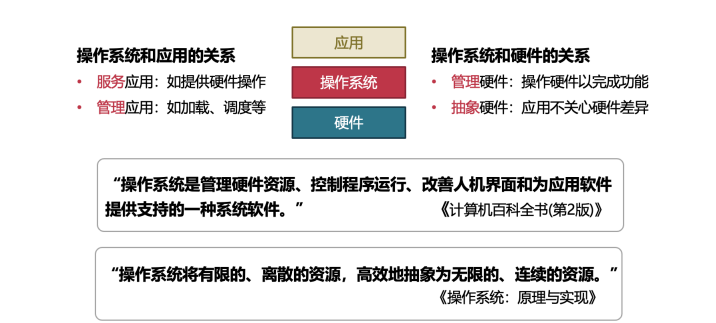 操作系统和应用的关系
• 服务应用：如提供硬件操作
• 管理应用：如加载、调度等
应用
操作系统
硬件
操作系统和硬件的关系
• 管理硬件：操作硬件以完成功能
• 抽象硬件：应用不关心硬件差异
“操作系统是管理硬件资源、控制程序运行、改善人机界面和为应用软件
提供支持的一种系统软件。” 《计算机百科全书(第2版)》
“操作系统将有限的、离散的资源，高效地抽象为无限的、连续的资源。”
《操作系统：原理与实现》